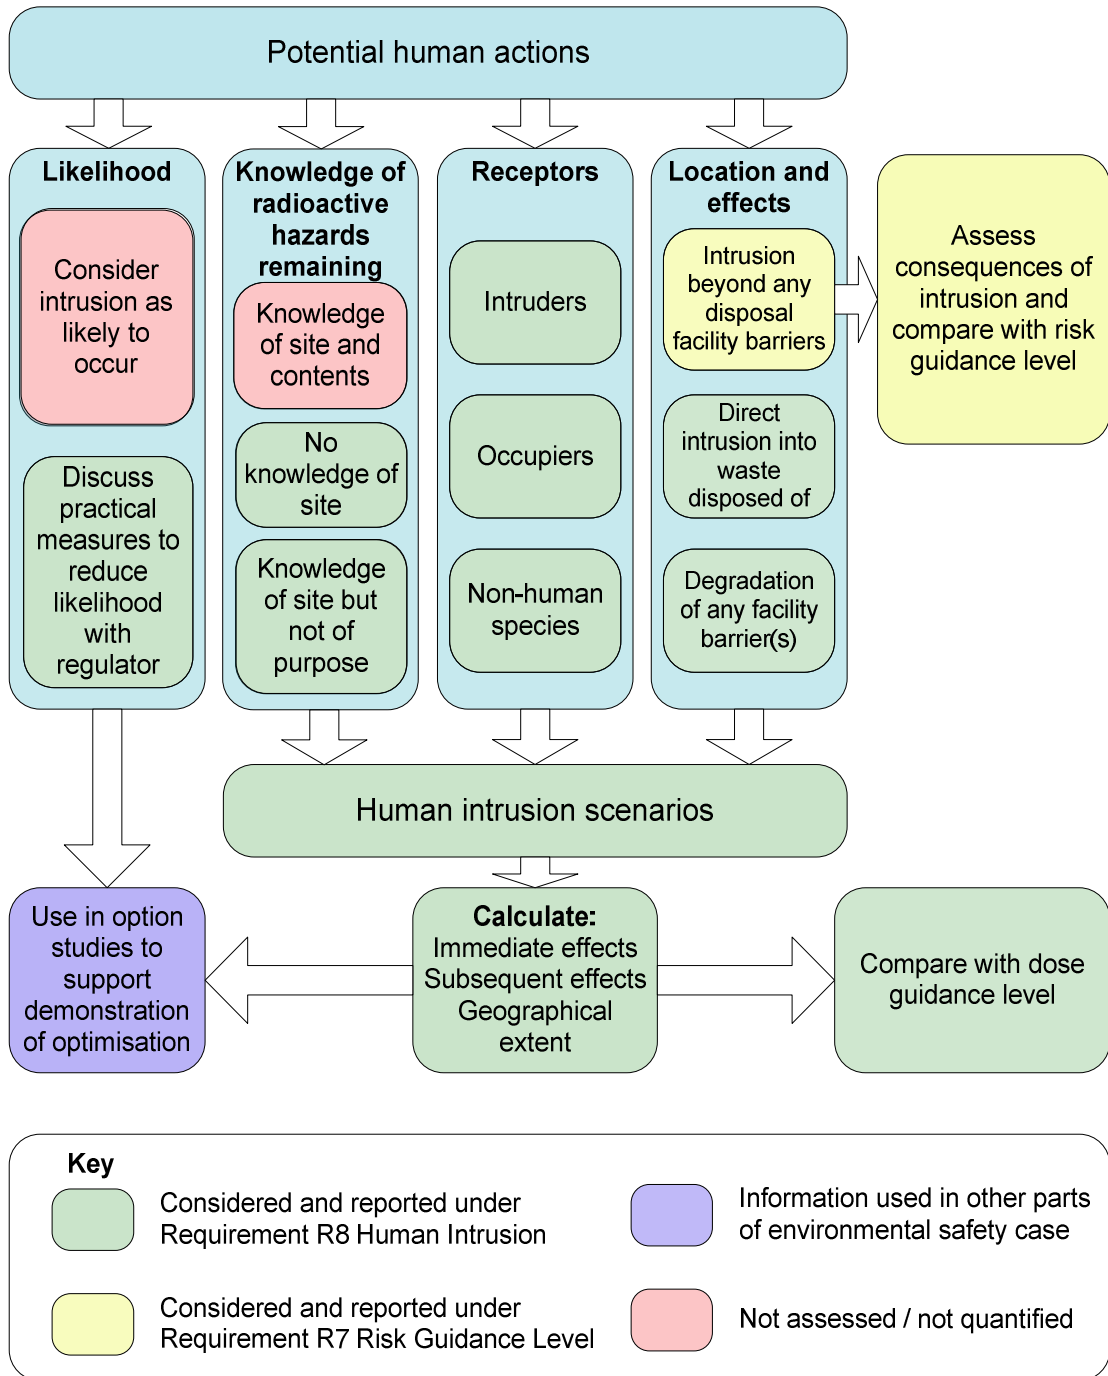 Potential human actions
Likelihood
Consider
intrusion as
likely to
occur
Discuss
practical
measures to
reduce
likelihood
with
regulator
Knowledge of
radioactive
hazards
remaining
Knowledge
of site and
contents
No
knowledge of
site
Knowledge
of site but
not of
purpose
Receptors
Intruders
Occupiers
Non-human
species
Location and
effects
Intrusion
beyond any
disposal
facility barriers
Direct
intrusion into
waste
disposed of
Degradation
of any facility
barrier(s)
Assess
consequences of
intrusion and
compare with risk
guidance level
Human intrusion scenarios
Use in option
studies to
support
demonstration
of optimisation
Calculate:
Immediate effects
Subsequent effects
Geographical
extent
Compare with dose
guidance level
Key
Considered and reported under
Requirement R8 Human Intrusion
Information used in other parts
of environmental safety case
Considered and reported under
Requirement R7 Risk Guidance Level
Not assessed / not quantified